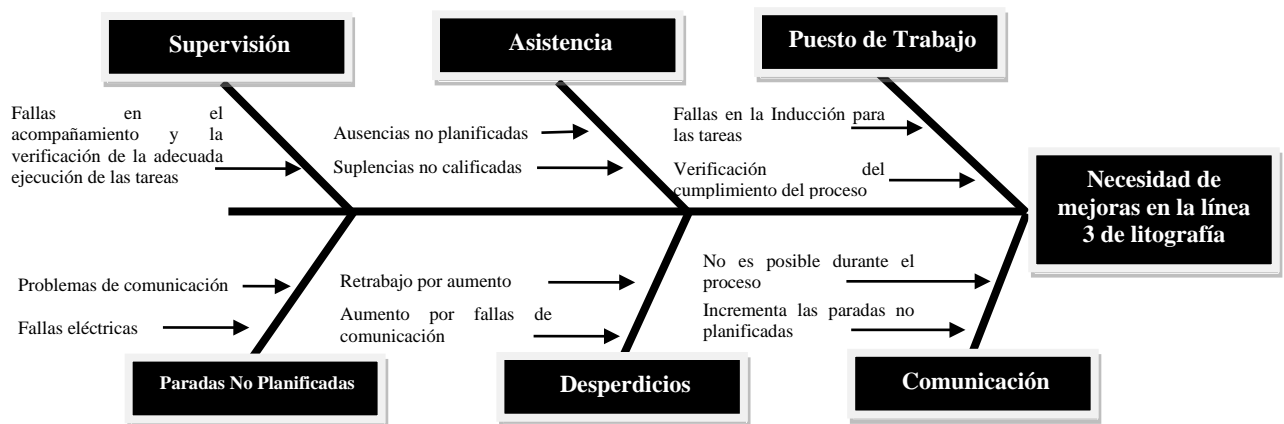 Supervisión
Asistencia
Puesto de Trabajo
Fallas en el
acompañamiento y la
verificación de la adecuada
ejecución de las tareas
Ausencias no planificadas
Suplencias no calificadas
Fallas en la Inducción para
las tareas
Verificación del
cumplimiento del proceso
Necesidad de
mejoras en la línea
3 de litografía
Problemas de comunicación
Fallas eléctricas
Retrabajo por aumento
Aumento por fallas de
comunicación
No es posible durante el
proceso
Incrementa las paradas no
planificadas
Paradas No Planificadas
Desperdicios
Comunicación